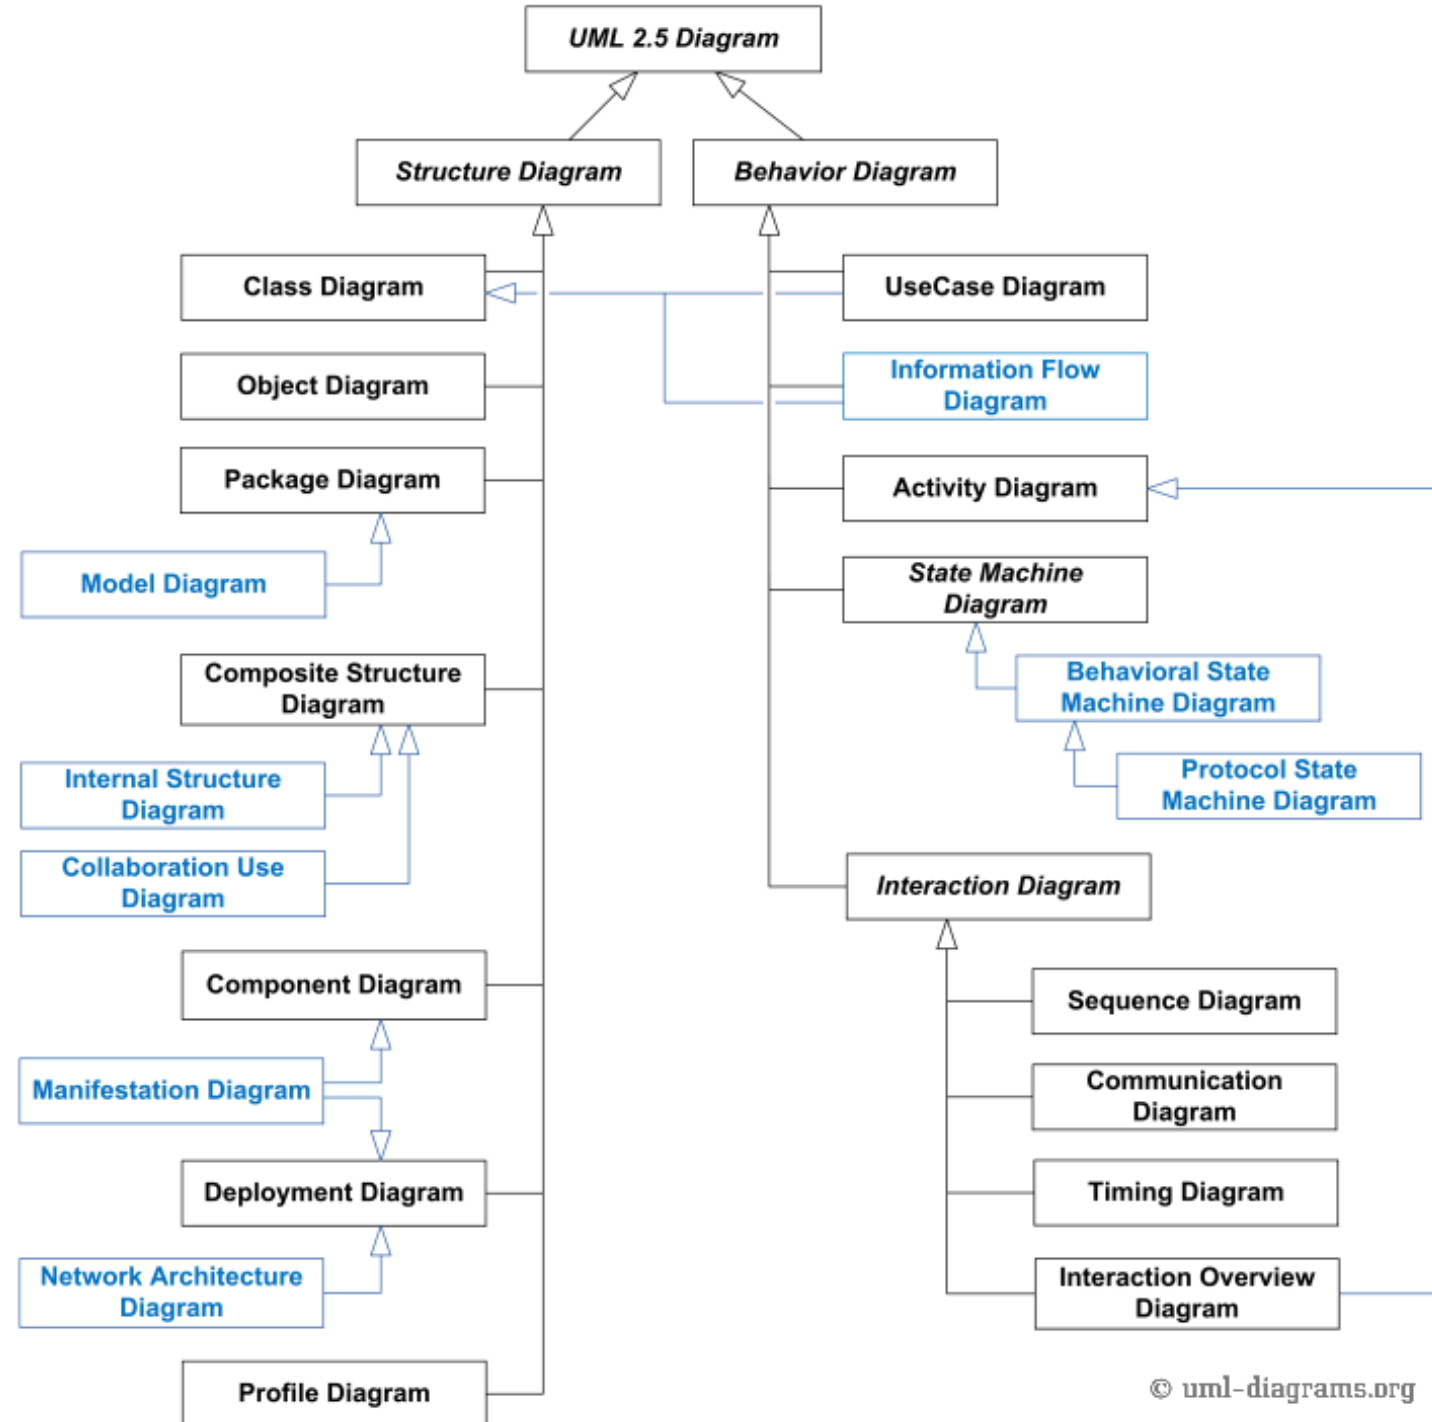 UML 2.5 Diagram
Structure Diagram
Behavior Diagram
Class Diagram
UseCase Diagram
Object Diagram
Information Flow
Diagram
Package Diagram
Activity Diagram
Model Diagram
State Machine
Diagram
Composite Structure
Diagram
Behavioral State
Machine Diagram
Internal Structure
Diagram
Protocol State
Machine Diagram
Collaboration Use
Diagram
Interaction Diagram
Component Diagram
Sequence Diagram
Manifestation Diagram
Communication
Diagram
Deployment Diagram
Timing Diagram
Network Architecture
Diagram
Interaction Overview
Diagram
Profile Diagram
© uml-diagrams.org